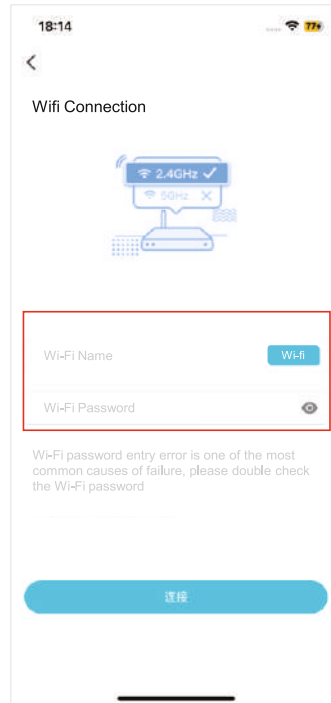 18:14
77
Wifi Connection
2.4GHz
5GHz
Wi-Fi Name
Wi-fi
Wi-Fi Password
Wi-Fi password entry error is one of the most
common causes of failure, please double check
the Wi-Fi password
连接